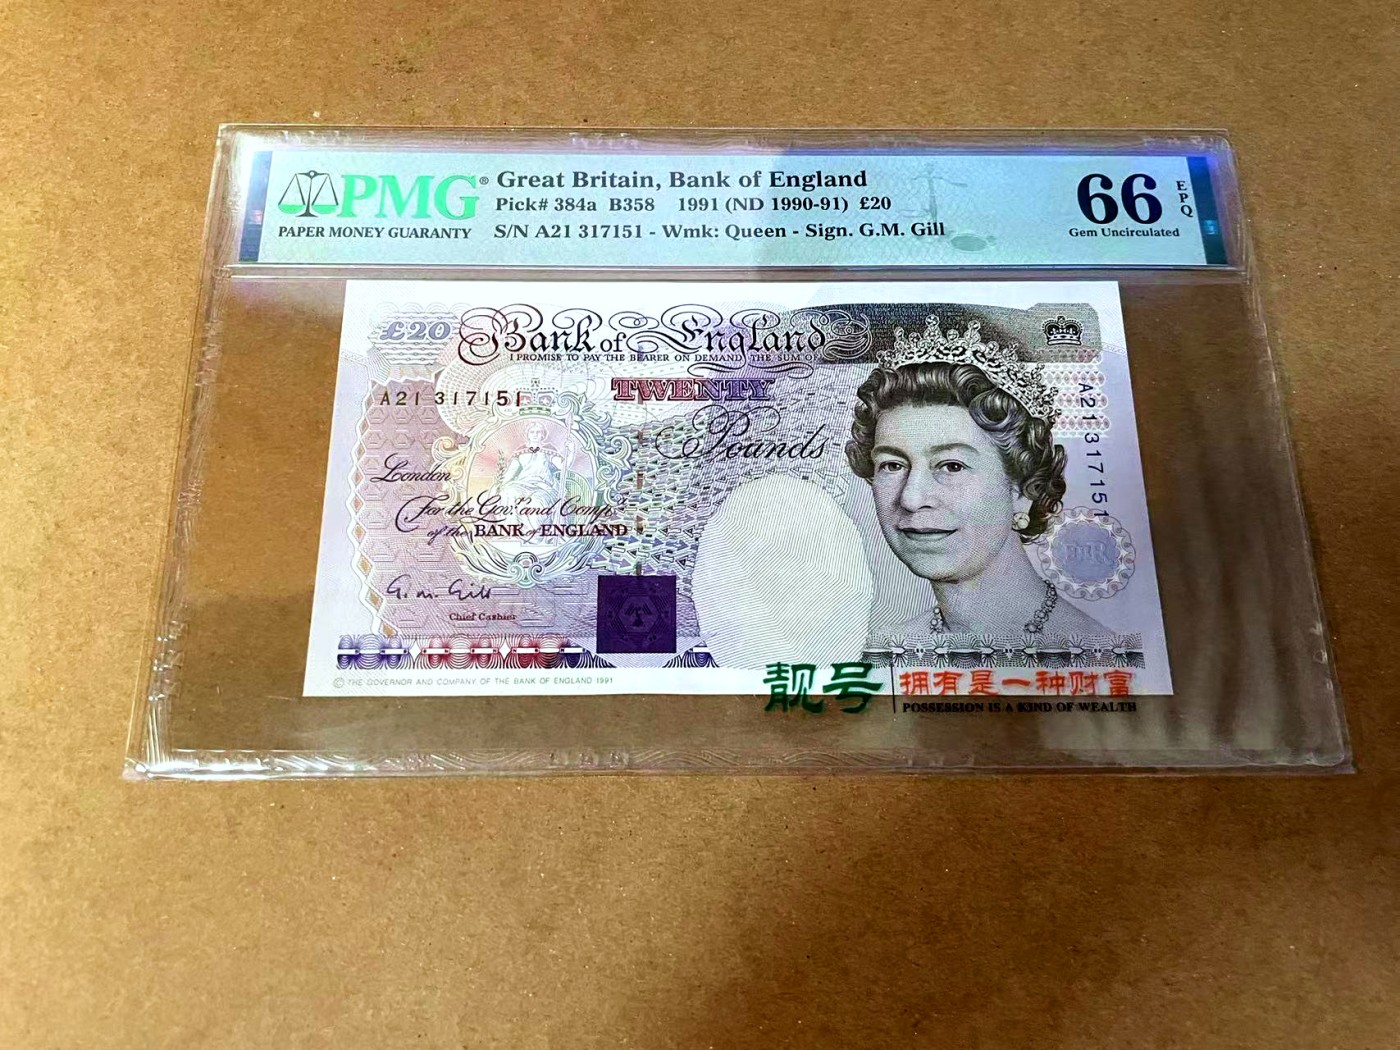 PMG®
PAPER MONEY GUARANTY
Great Britain, Bank of England
Pick# 384a B358 1991 (ND 1990-91) £20
S/N A21 317151 - Wmk: Queen - Sign. G.M. Gill
66
EPQ
Gem Uncirculated
£20
Bank of England
I PROMISE TO PAY THE BEARER ON DEMAND THE SUM OF
TWENTY
Pounds
A21 317151
A21 317151
London
For the Govr. and Compa.
of the BANK of ENGLAND
G. M. Gill
Chief Cashier
© THE GOVERNOR AND COMPANY OF THE BANK OF ENGLAND 1991
靓号
拥有是一种财富
POSSESSION IS A KIND OF WEALTH